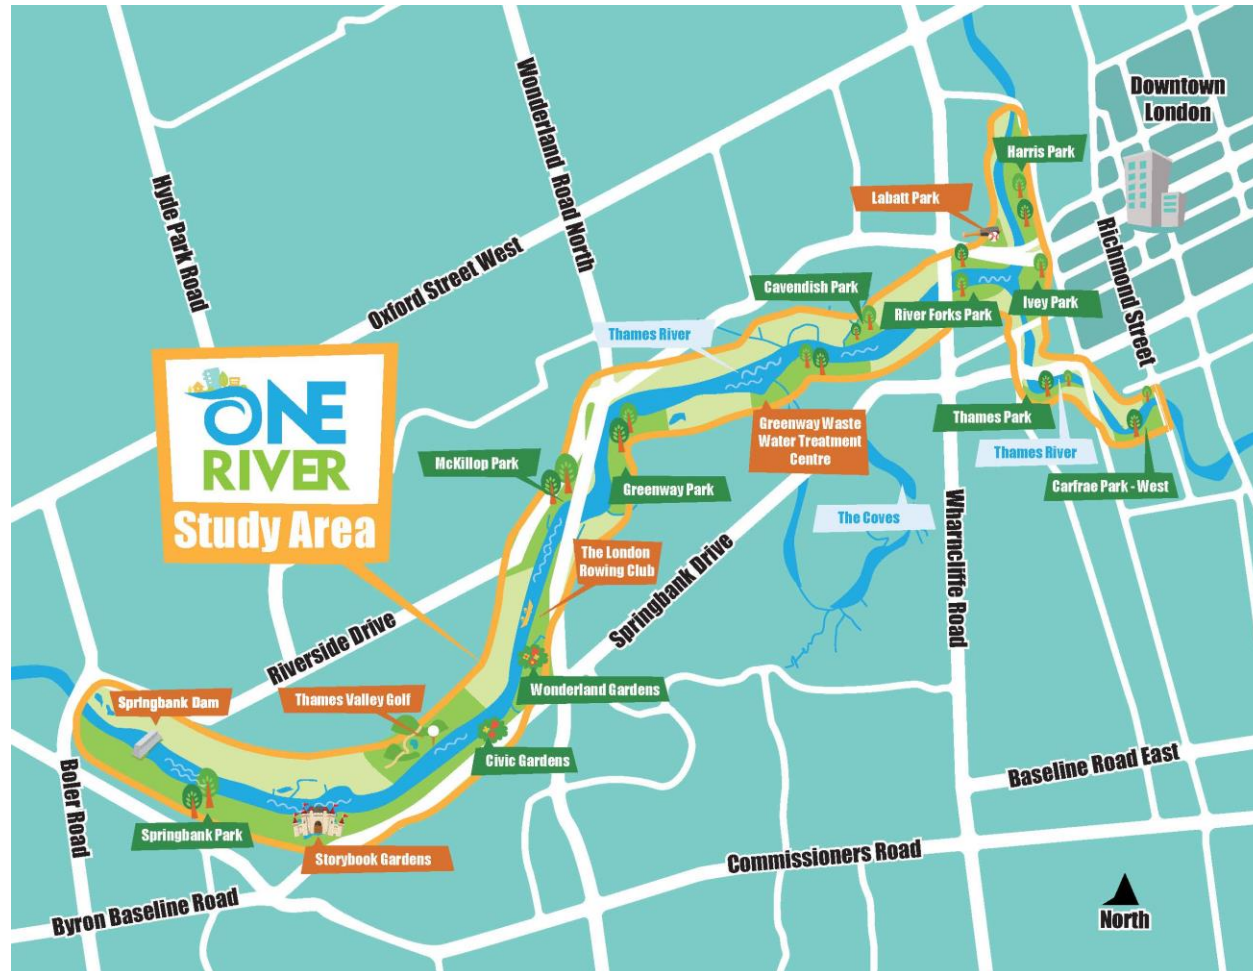 Downtown
London
Wonderland Road North
Harris Park
Hyde Park Road
Labatt Park
Richmond Street
Oxford Street West
Cavendish Park
River Forks Park
Ivey Park
Thames River
ONE
RIVER
Study Area
Thames Park
Greenway Waste
Water Treatment
Centre
Thames River
McKillop Park
Greenway Park
Carfrae Park - West
The Coves
The London
Rowing Club
Springbank Drive
Wharncliffe Road
Riverside Drive
Wonderland Gardens
Springbank Dam
Thames Valley Golf
Civic Gardens
Baseline Road East
Boler Road
Springbank Park
Storybook Gardens
Commissioners Road
Byron Baseline Road
North